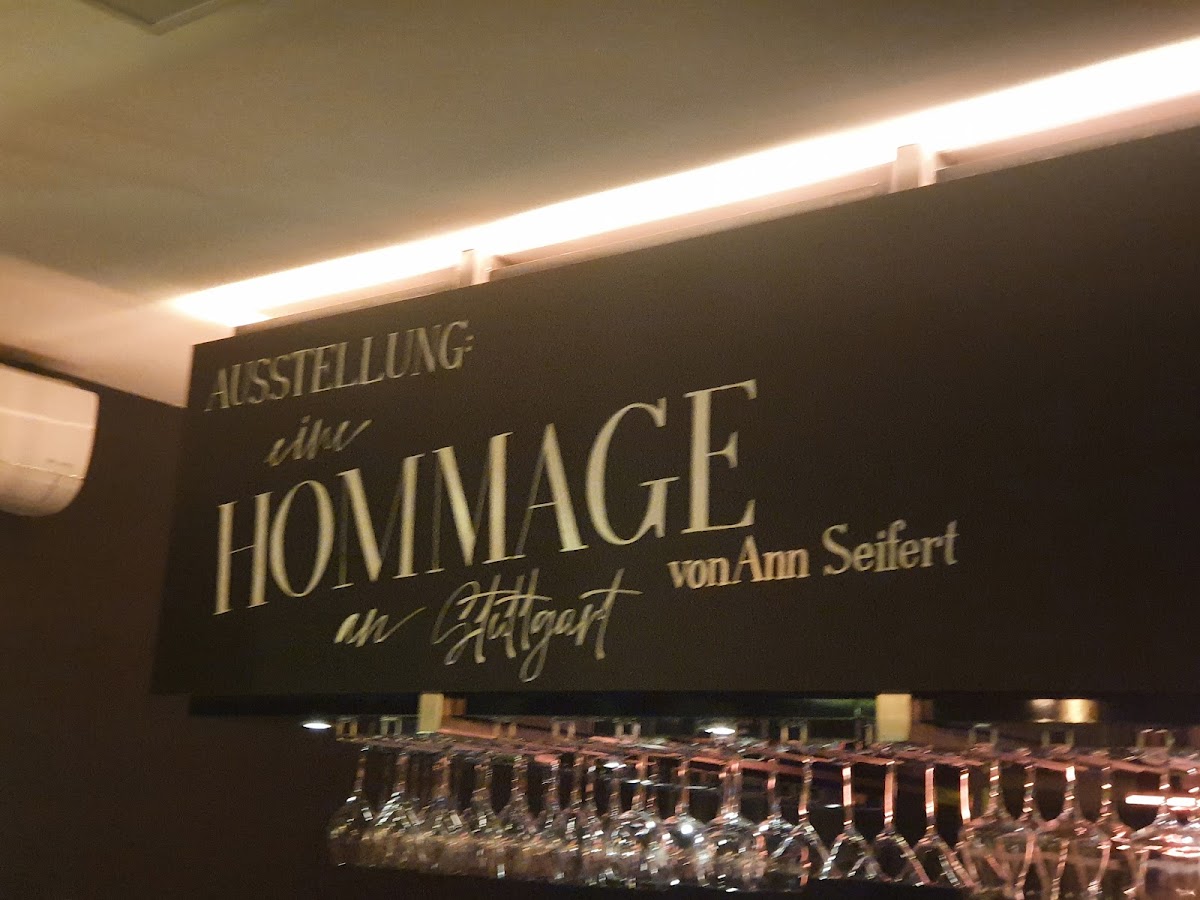 AUSSTELLUNG:
eine
HOMMAGE
an Stuttgart
von Ann Seifert